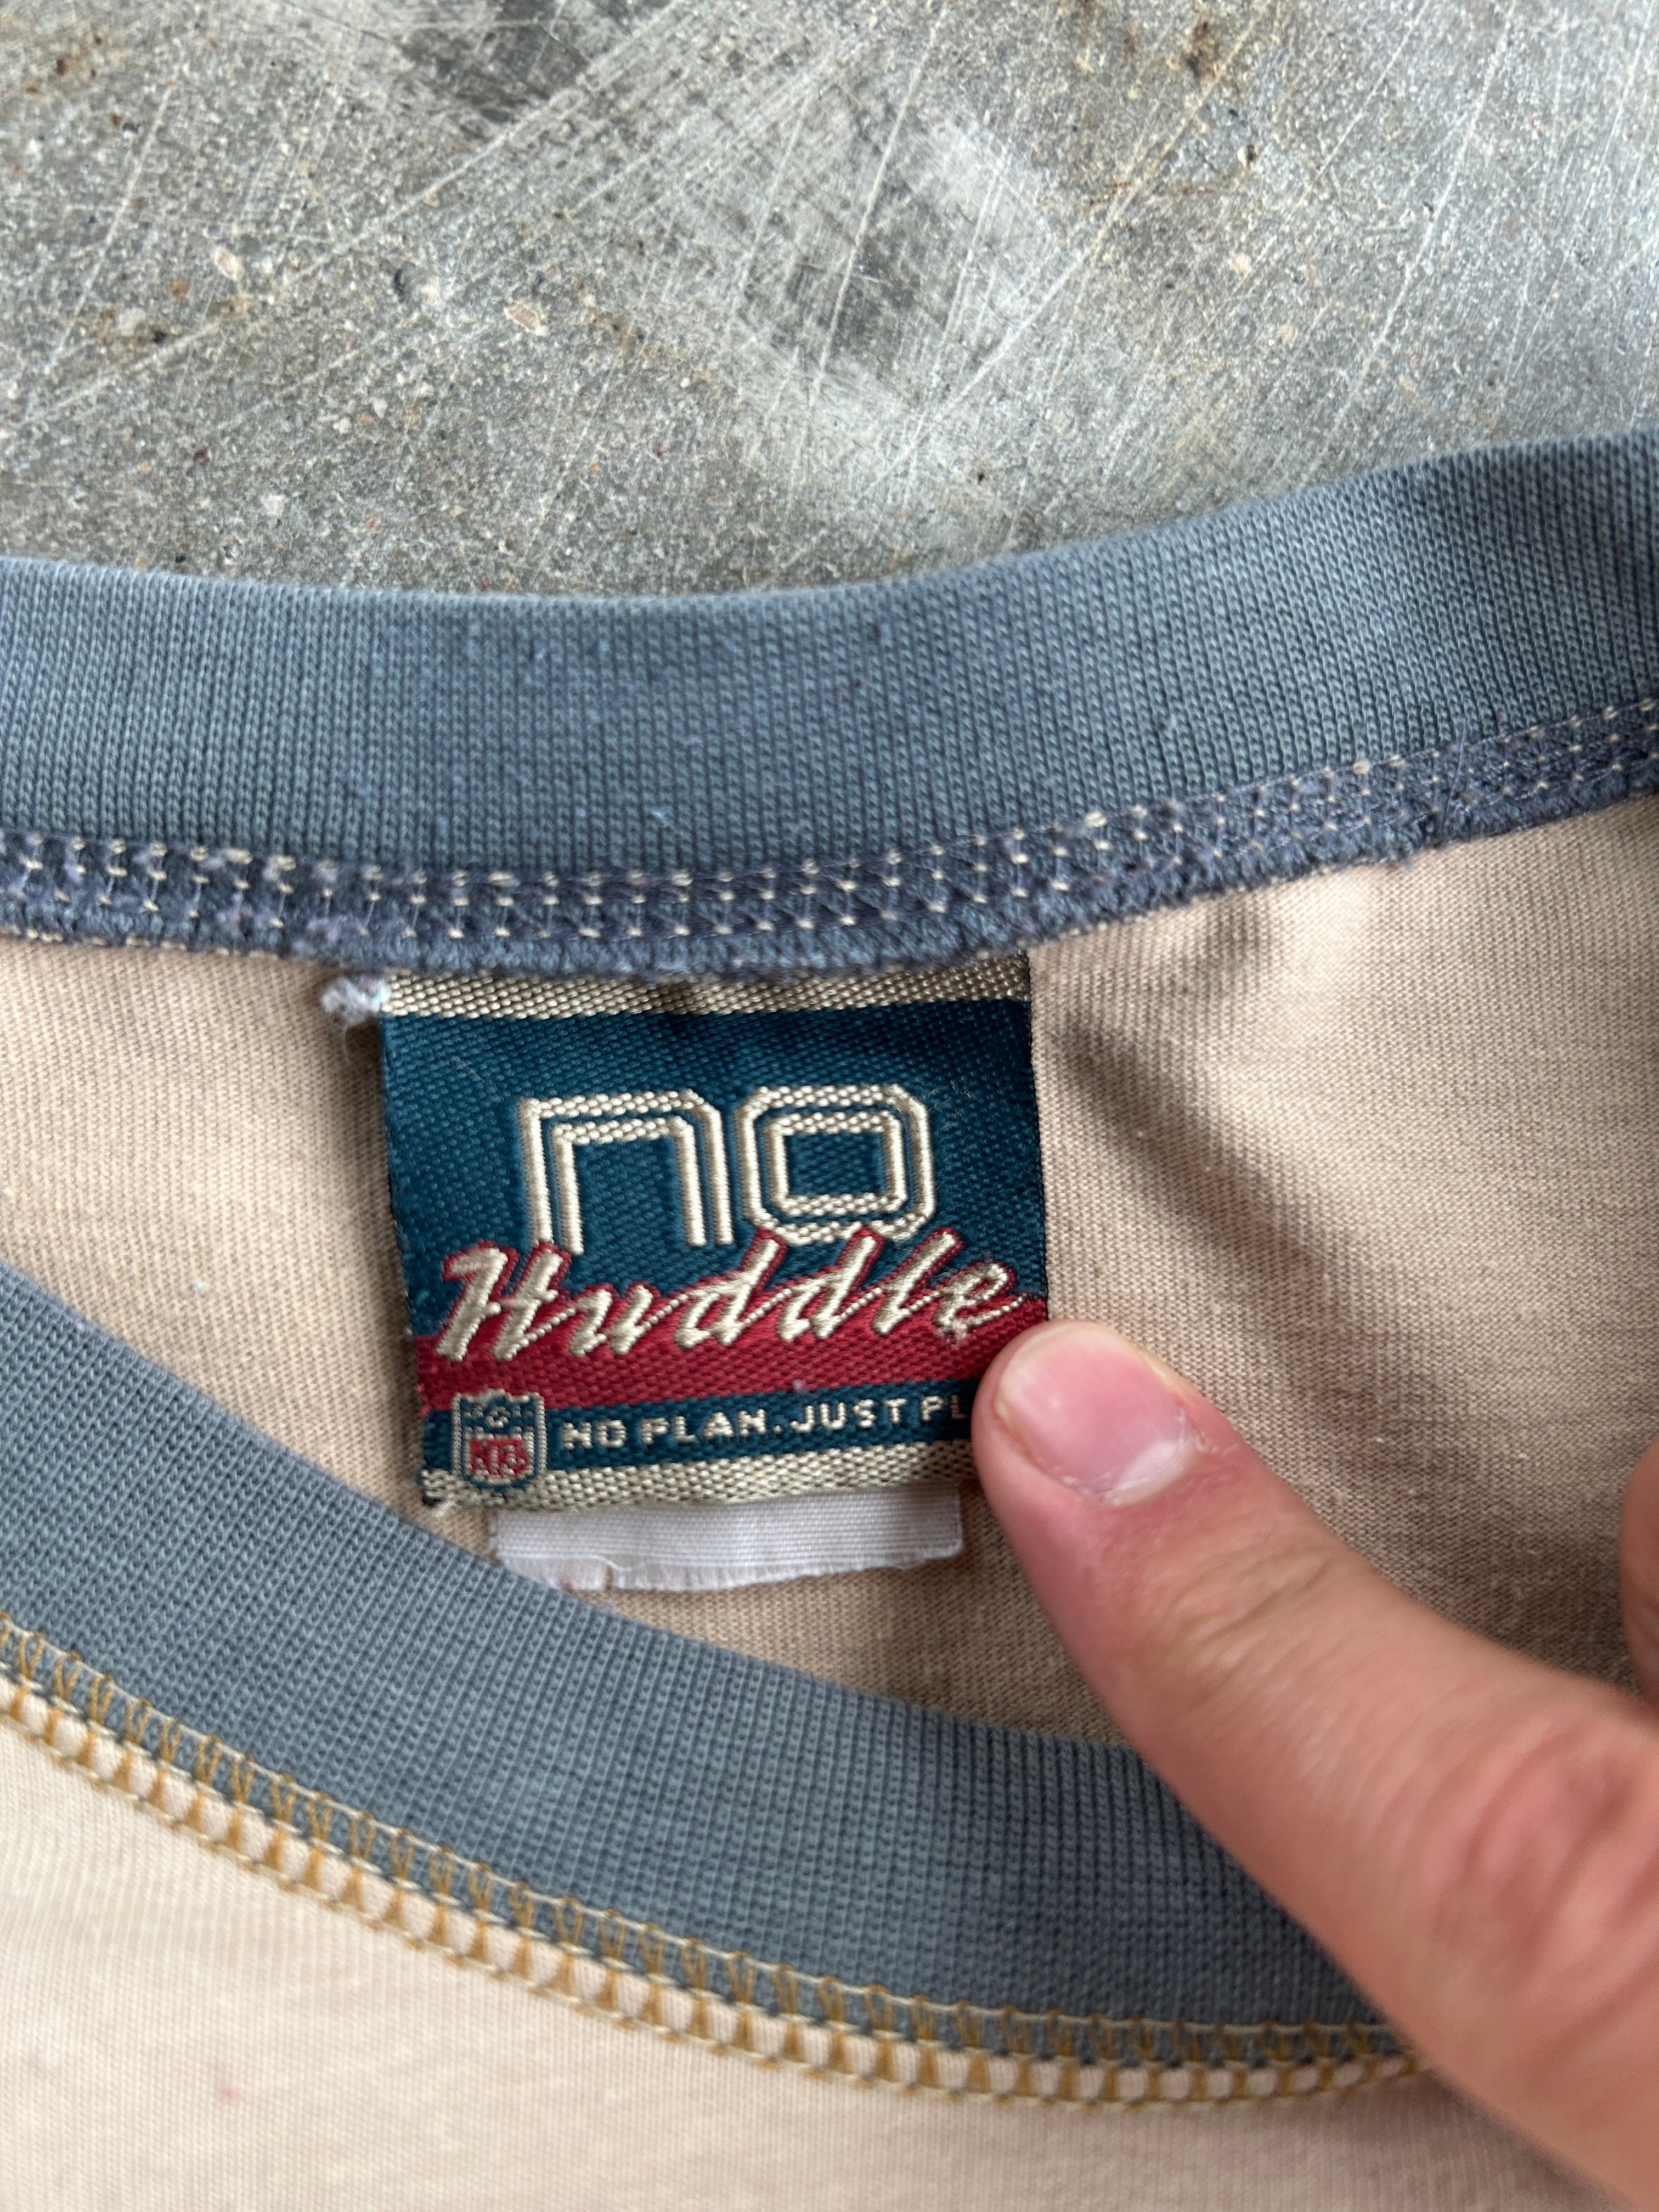 no
Huddle
NFL
NO PLAN. JUST PL